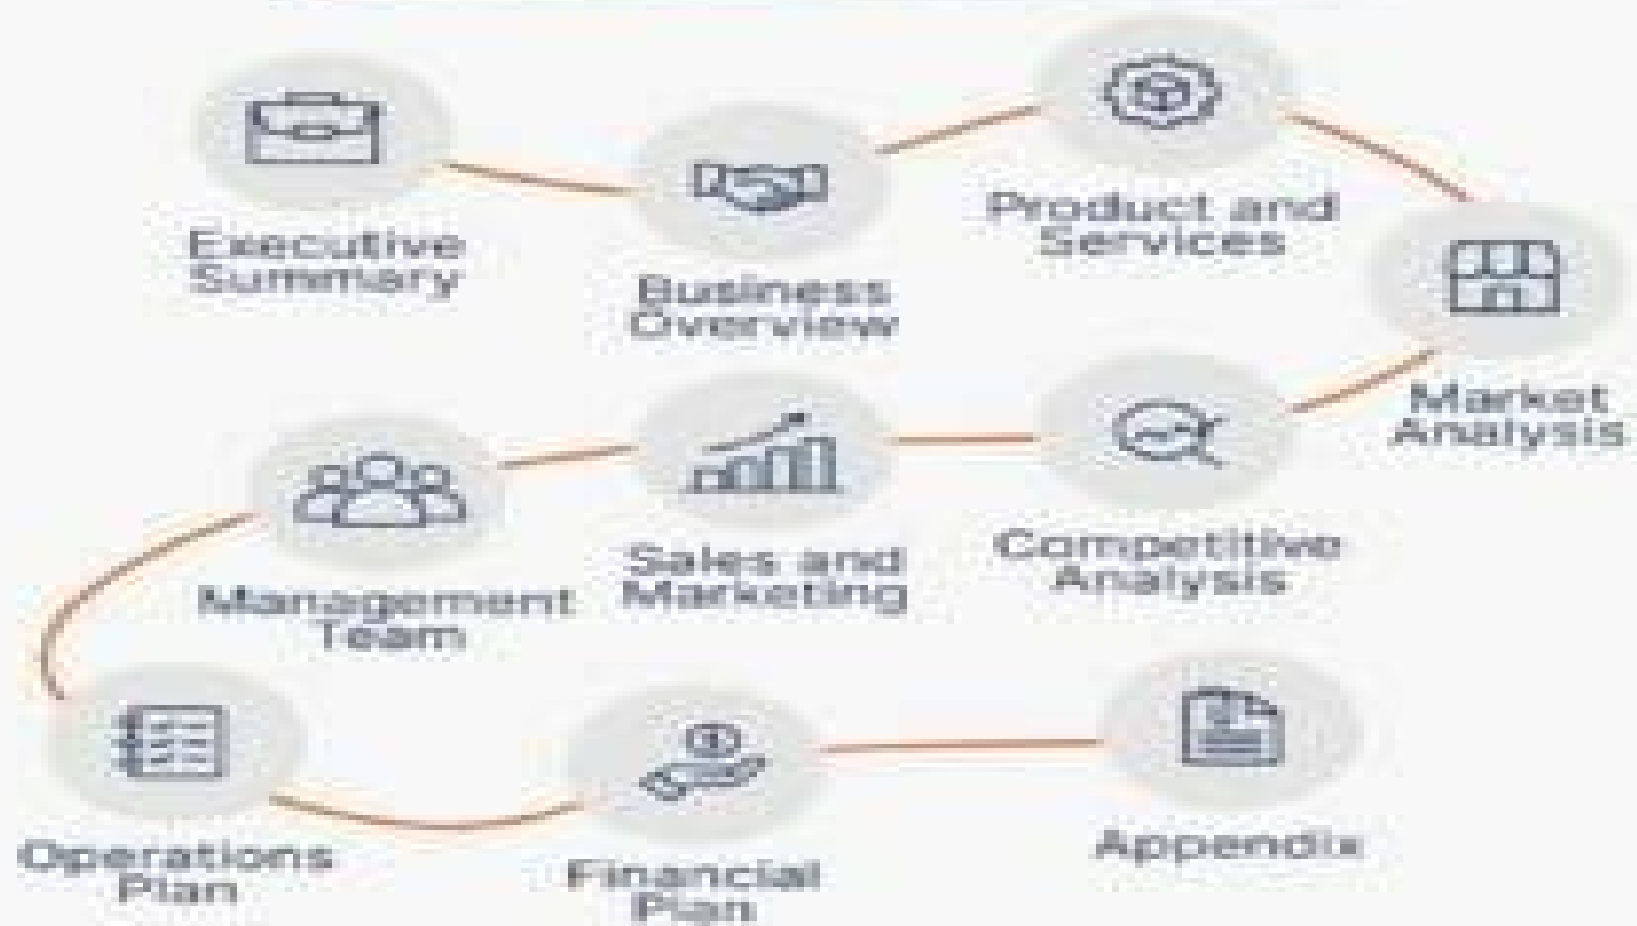 Executive
Summary
Business
Overview
Product and
Services
Market
Analysis
Competitive
Analysis
Sales and
Marketing
Management
Team
Operations
Plan
Financial
Plan
Appendix